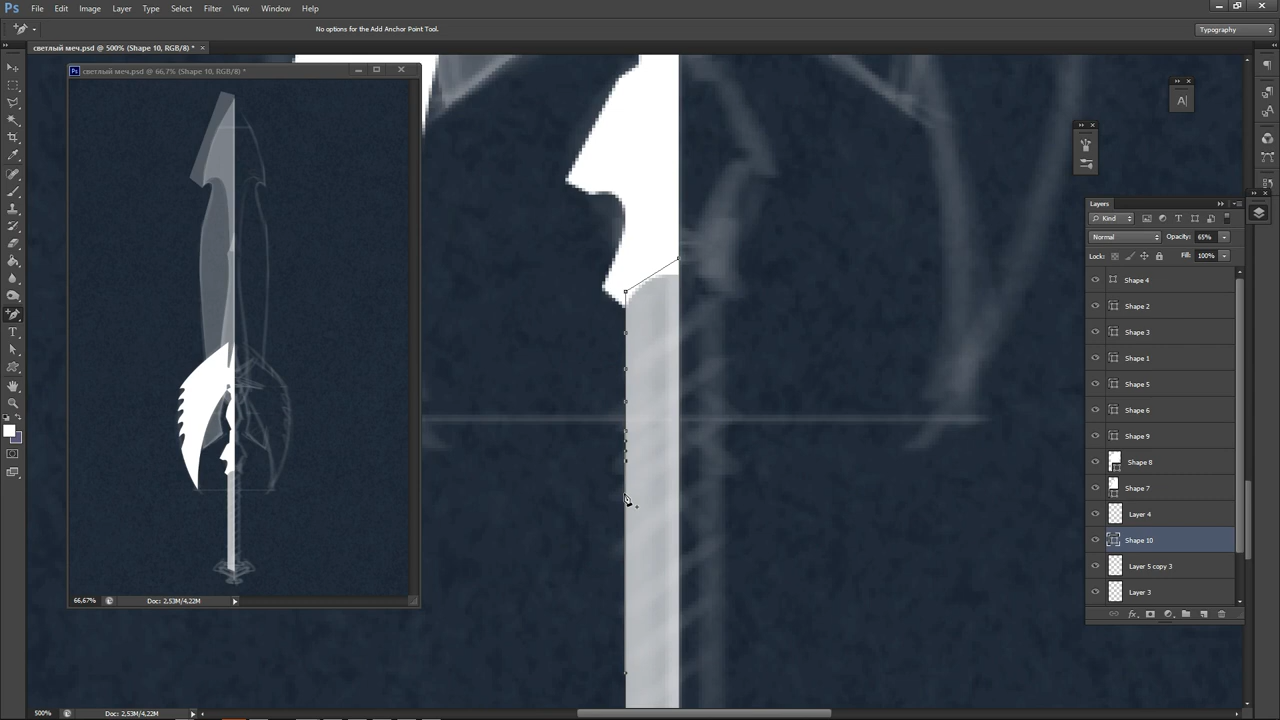 Ps File Edit Image Layer Type Select Filter View Window Help
No options for the Add Anchor Point Tool.
Typography
светлый меч.psd @ 500% (Shape 10, RGB/8) * ×
Ps светлый меч.psd @ 66,7% (Shape 10, RGB/8) *
A
Layers
Kind
Normal Opacity: 65%
Lock: Fill: 100%
Shape 4
Shape 2
Shape 3
Shape 1
Shape 5
Shape 6
Shape 9
Shape 8
Shape 7
Layer 4
Shape 10
Layer 5 copy 3
Layer 3
fx
T
66,67% Doc: 2,53M/4,22M
500% Doc: 2,53M/4,22M